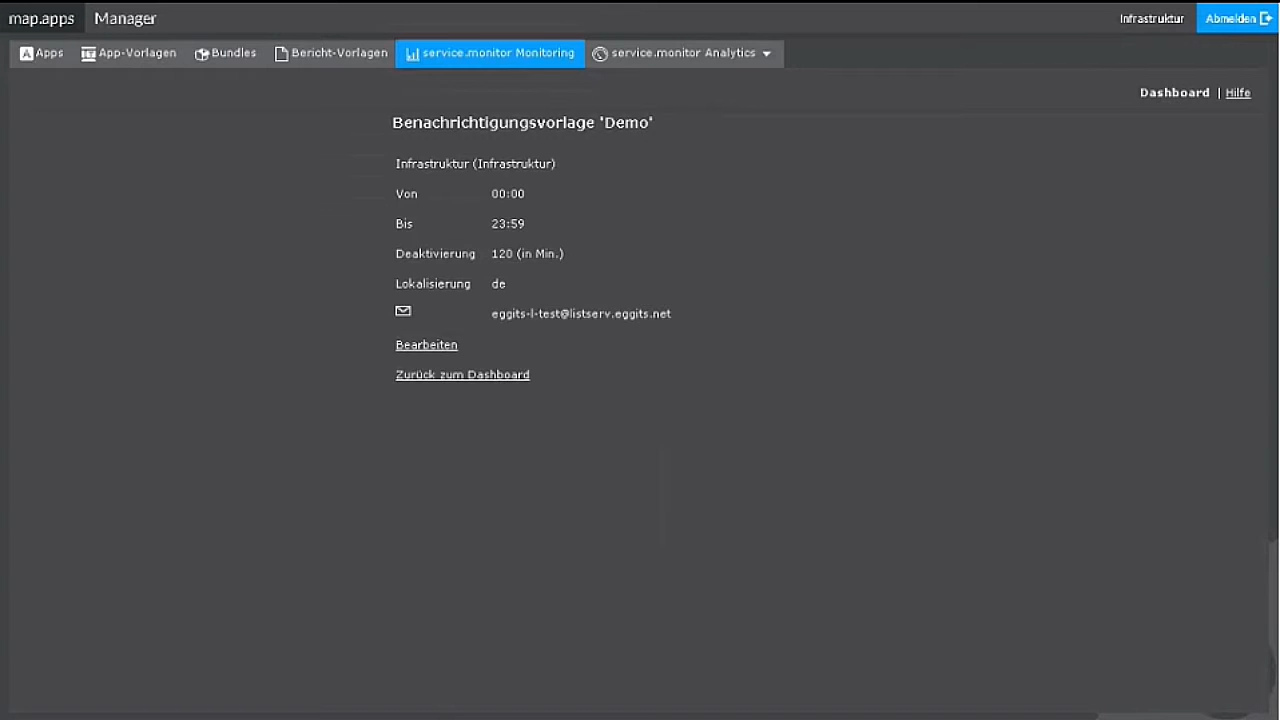 map.apps Manager Infrastruktur Abmelden
Apps App-Vorlagen Bundles Bericht-Vorlagen service.monitor Monitoring service.monitor Analytics
Dashboard | Hilfe
Benachrichtigungsvorlage 'Demo'
Infrastruktur (Infrastruktur)
Von 00:00
Bis 23:59
Deaktivierung 120 (in Min.)
Lokalisierung de
eggits-l-test@listserv.eggits.net
Bearbeiten
Zurück zum Dashboard